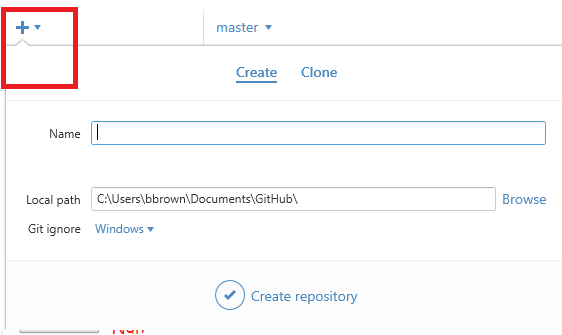 master
Create Clone
Name
Local path C:\Users\bbrown\Documents\GitHub\ Browse
Git ignore Windows
Create repository